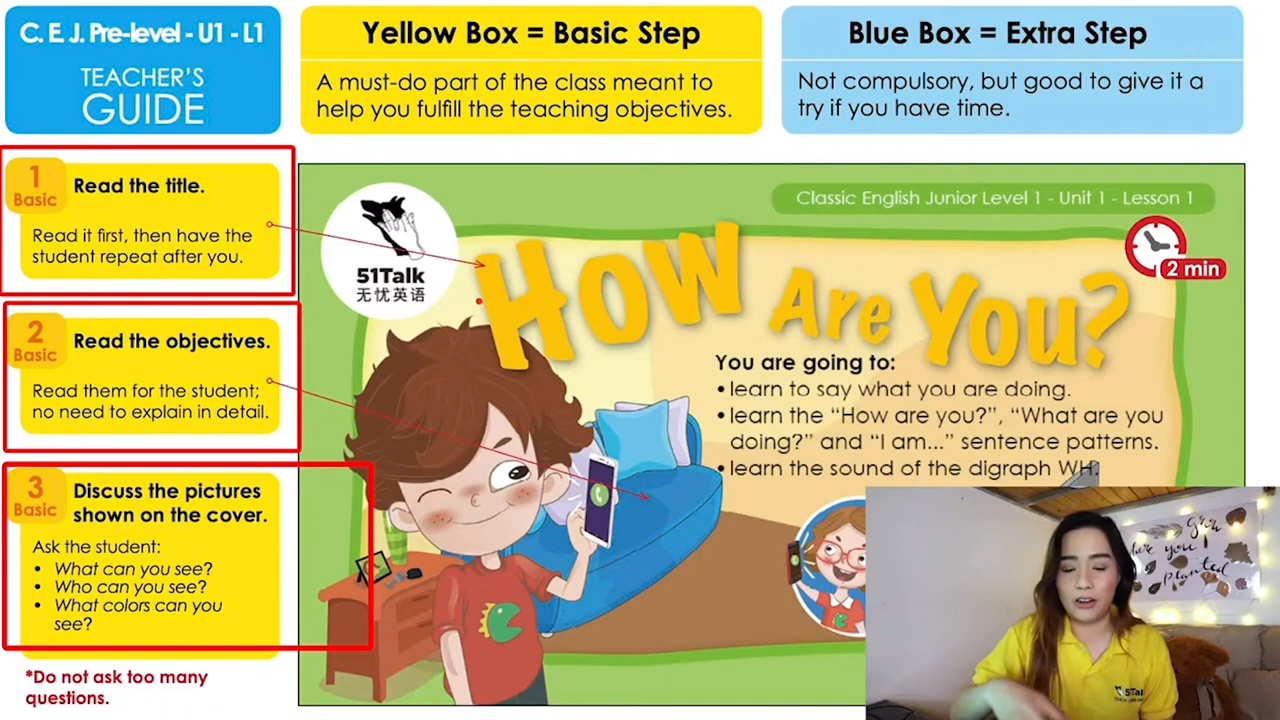 C. E. J. Pre-level - U1 - L1
TEACHER'S
GUIDE
Yellow Box = Basic Step
A must-do part of the class meant to
help you fulfill the teaching objectives.
Blue Box = Extra Step
Not compulsory, but good to give it a
try if you have time.
1
Basic
Read the title.
Read it first, then have the
student repeat after you.
2
Basic
Read the objectives.
Read them for the student;
no need to explain in detail.
3
Basic
Discuss the pictures
shown on the cover.
Ask the student:
• What can you see?
• Who can you see?
• What colors can you
see?
*Do not ask too many
questions.
51Talk
无忧英语
Classic English Junior Level 1 - Unit 1 - Lesson 1
2 min
How Are You?
You are going to:
• learn to say what you are doing.
• learn the “How are you?”, “What are you
doing?” and “I am...” sentence patterns.
• learn the sound of the digraph WH.
grow
you
planted
51Talk